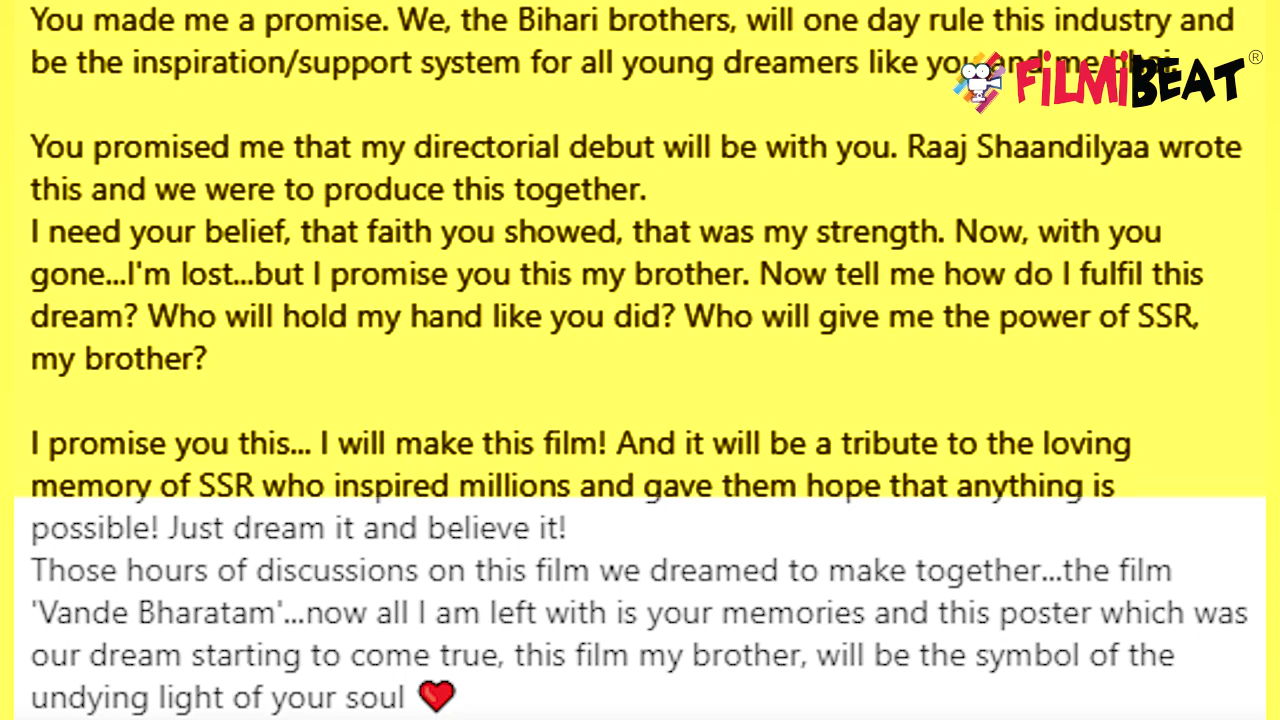 You made me a promise. We, the Bihari brothers, will one day rule this industry and
be the inspiration/support system for all young dreamers like you and me bhai.
FiLMiBEAT®
You promised me that my directorial debut will be with you. Raaj Shaandilyaa wrote
this and we were to produce this together.
I need your belief, that faith you showed, that was my strength. Now, with you
gone...I'm lost...but I promise you this my brother. Now tell me how do I fulfil this
dream? Who will hold my hand like you did? Who will give me the power of SSR,
my brother?
I promise you this... I will make this film! And it will be a tribute to the loving
memory of SSR who inspired millions and gave them hope that anything is
possible! Just dream it and believe it!
Those hours of discussions on this film we dreamed to make together...the film
'Vande Bharatam'...now all I am left with is your memories and this poster which was
our dream starting to come true, this film my brother, will be the symbol of the
undying light of your soul ❤